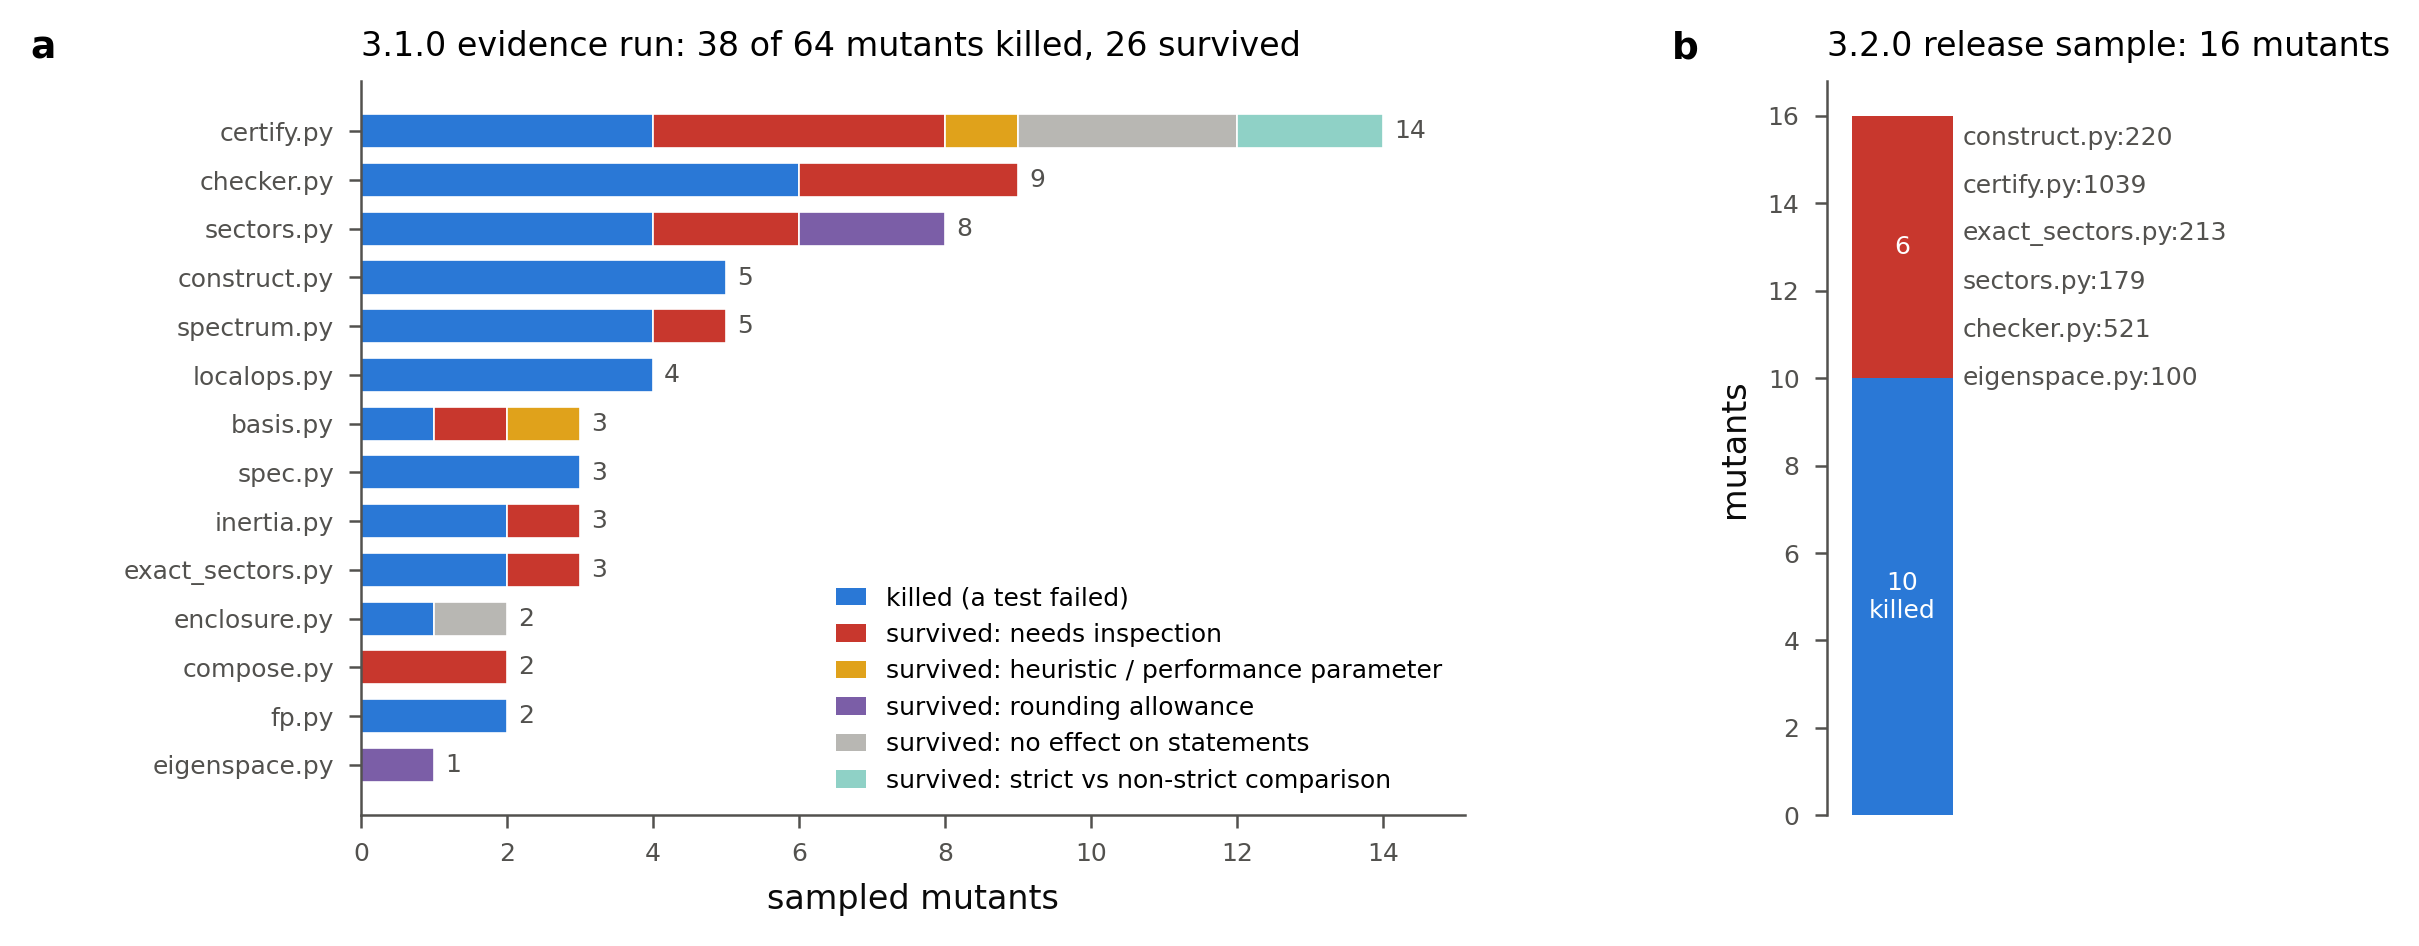 a
3.1.0 evidence run: 38 of 64 mutants killed, 26 survived
certify.py
14
checker.py
9
sectors.py
8
construct.py
5
spectrum.py
5
localops.py
4
basis.py
3
spec.py
3
inertia.py
3
exact_sectors.py
3
enclosure.py
2
compose.py
2
fp.py
2
eigenspace.py
1
killed (a test failed)
survived: needs inspection
survived: heuristic / performance parameter
survived: rounding allowance
survived: no effect on statements
survived: strict vs non-strict comparison
0 2 4 6 8 10 12 14
sampled mutants
b
3.2.0 release sample: 16 mutants
mutants
16
14
12
10
8
6
4
2
0
6
10
killed
construct.py:220
certify.py:1039
exact_sectors.py:213
sectors.py:179
checker.py:521
eigenspace.py:100